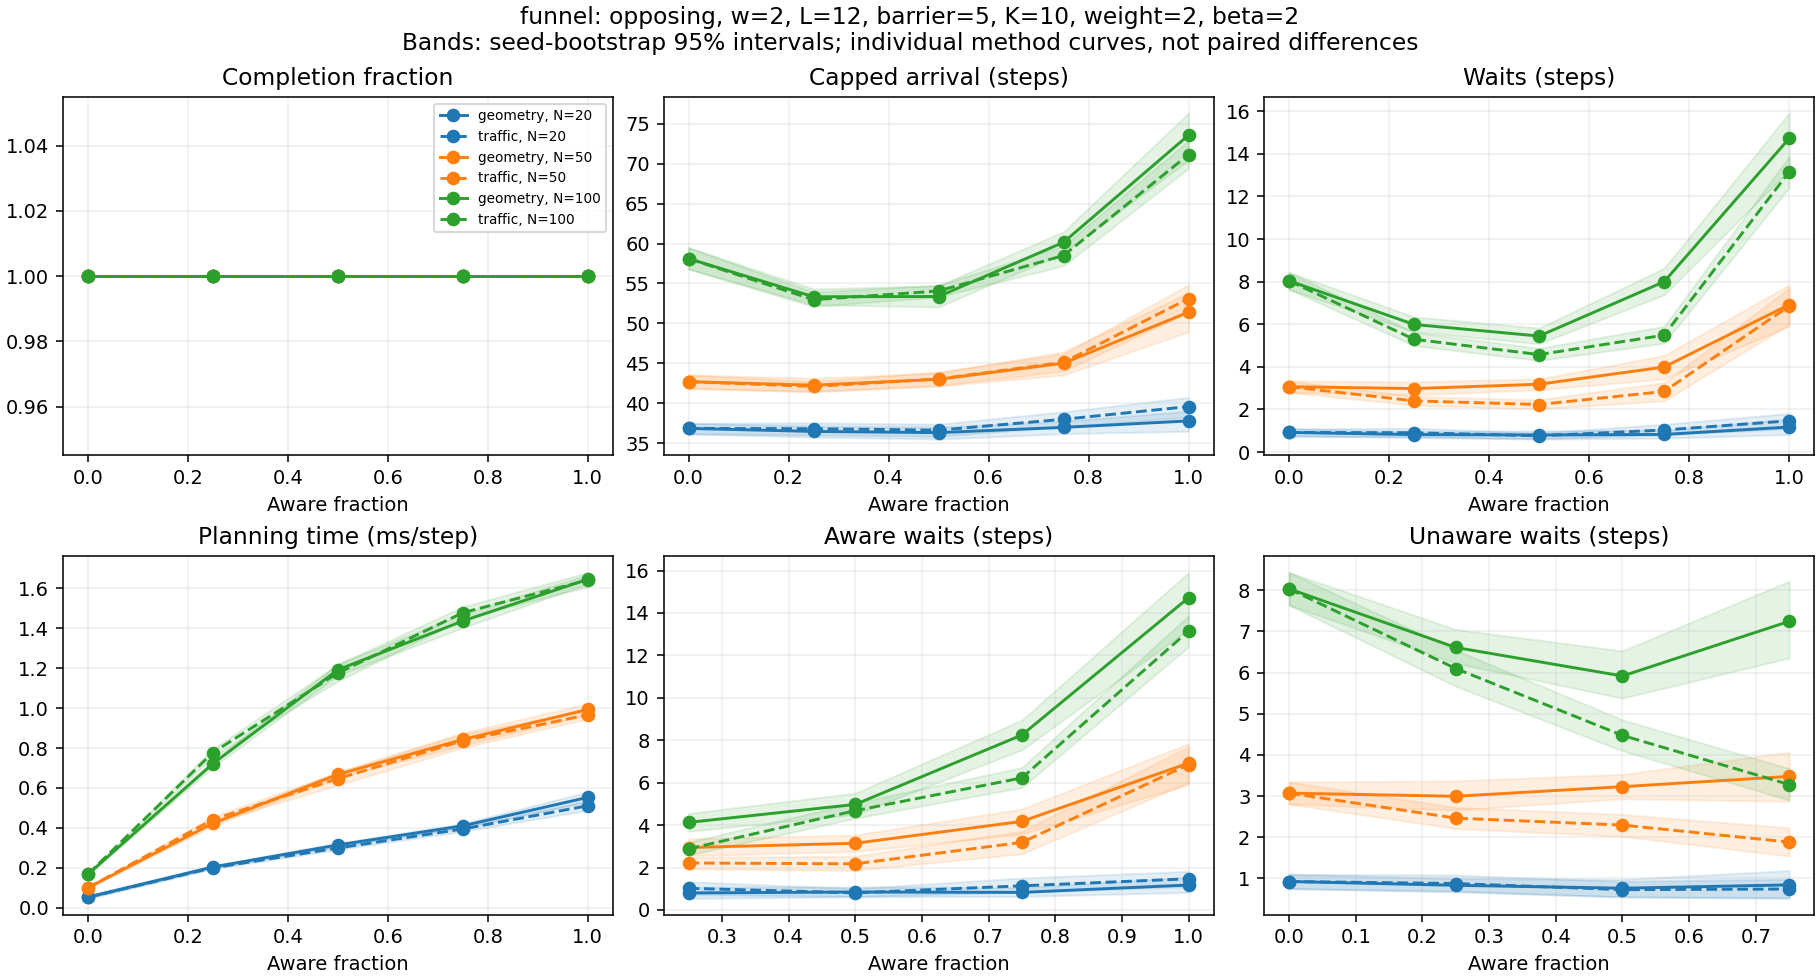 funnel: opposing, w=2, L=12, barrier=5, K=10, weight=2, beta=2
Bands: seed-bootstrap 95% intervals; individual method curves, not paired differences
Completion fraction
1.04
1.02
1.00
0.98
0.96
0.0 0.2 0.4 0.6 0.8 1.0
Aware fraction
geometry, N=20
traffic, N=20
geometry, N=50
traffic, N=50
geometry, N=100
traffic, N=100
Capped arrival (steps)
75
70
65
60
55
50
45
40
35
0.0 0.2 0.4 0.6 0.8 1.0
Aware fraction
Waits (steps)
16
14
12
10
8
6
4
2
0
0.0 0.2 0.4 0.6 0.8 1.0
Aware fraction
Planning time (ms/step)
1.6
1.4
1.2
1.0
0.8
0.6
0.4
0.2
0.0
0.0 0.2 0.4 0.6 0.8 1.0
Aware fraction
Aware waits (steps)
16
14
12
10
8
6
4
2
0
0.3 0.4 0.5 0.6 0.7 0.8 0.9 1.0
Aware fraction
Unaware waits (steps)
8
7
6
5
4
3
2
1
0.0 0.1 0.2 0.3 0.4 0.5 0.6 0.7
Aware fraction